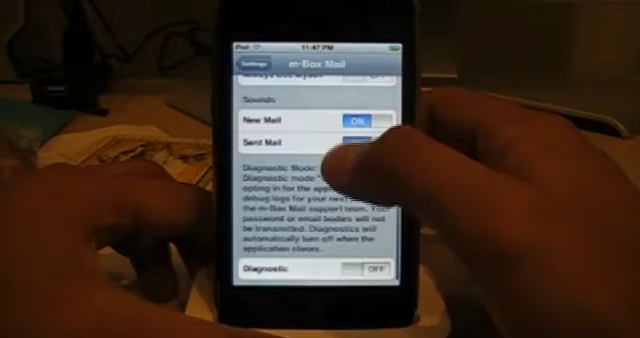 iPod 11:47 PM
Settings m-Box Mail
OFF
Sounds
New Mail ON
Sent Mail
Diagnostic Mode:
Diagnostic mode
opting in for the
debug logs for your
the m-Box Mail support team. Your
password or email bodies will not
be transmitted. Diagnostics will
automatically turn off when the
application closes.
Diagnostic OFF